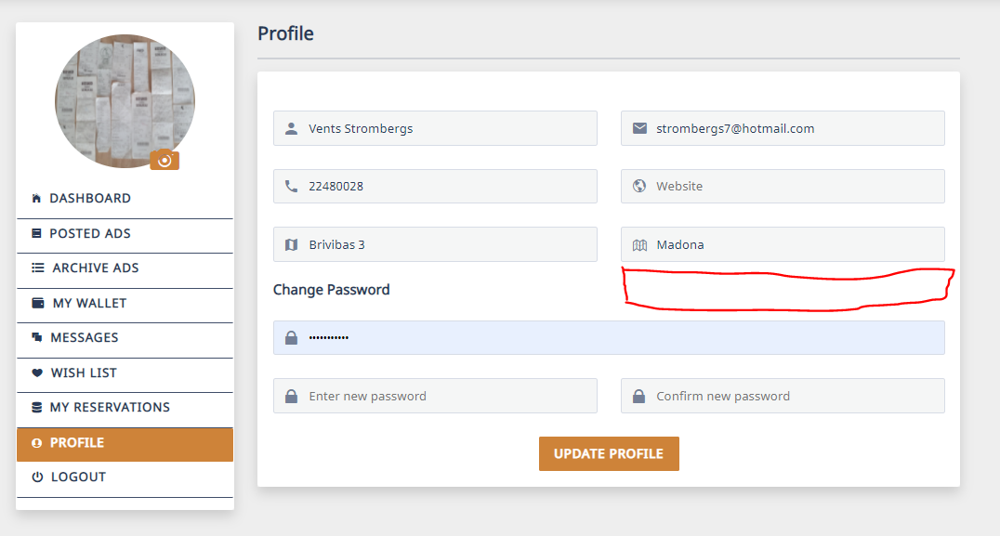 Profile
DASHBOARD
POSTED ADS
ARCHIVE ADS
MY WALLET
MESSAGES
WISH LIST
MY RESERVATIONS
PROFILE
LOGOUT
Vents Strombergs
strombergs7@hotmail.com
22480028
Website
Brivibas 3
Madona
Change Password
•••••••••••
Enter new password
Confirm new password
UPDATE PROFILE